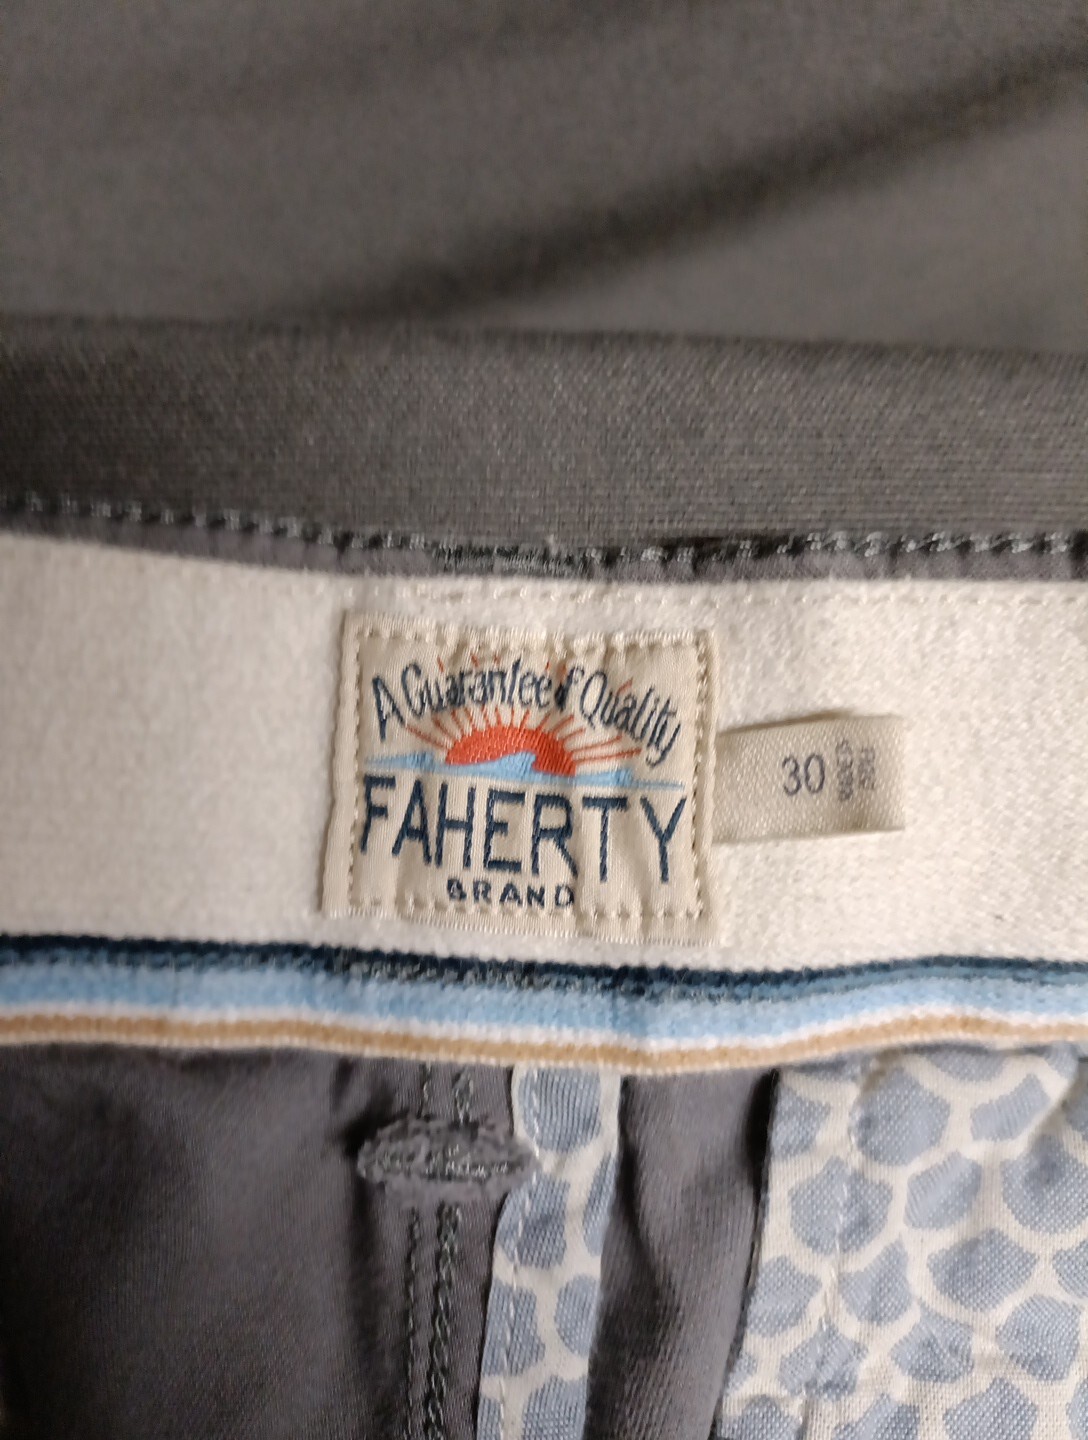 A Guarantee of Quality
FAHERTY
BRAND
30